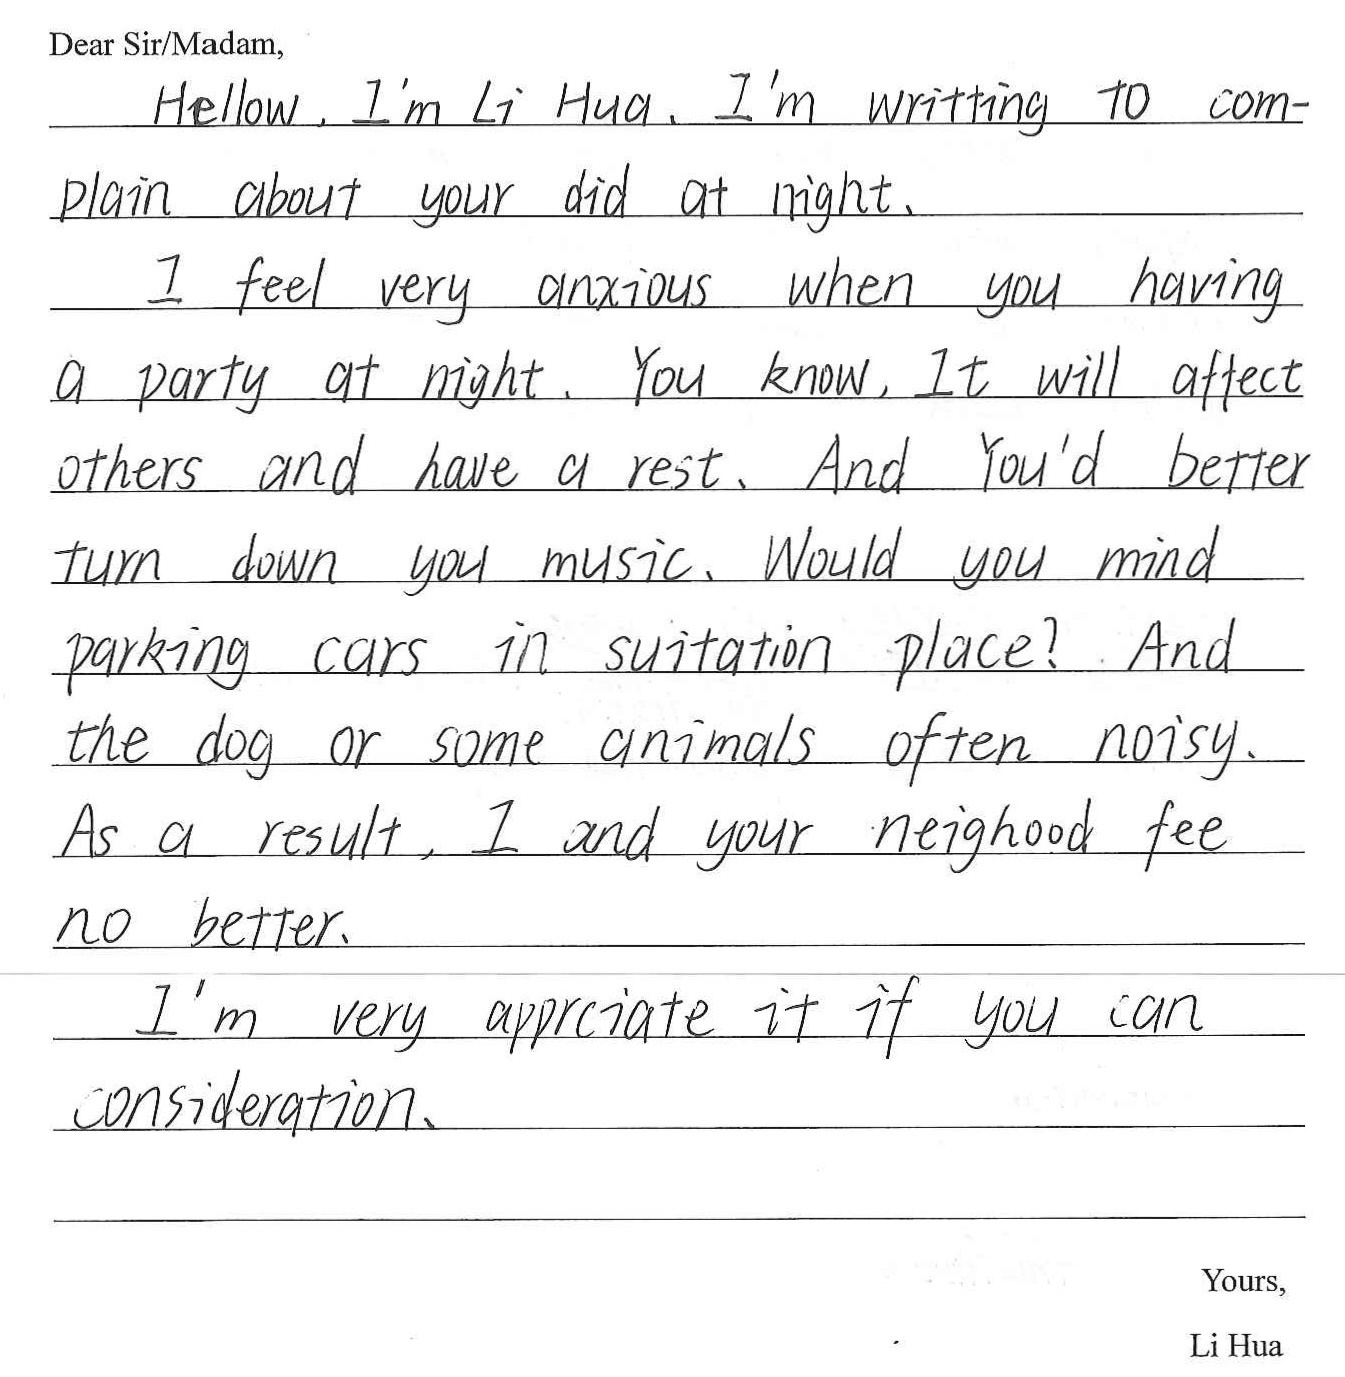 Dear Sir/Madam,
Hellow, I'm Li Hua. I'm writting to com-
plain about your did at night.
I feel very anxious when you having
a party at night. You know, It will affect
others and have a rest. And You'd better
turn down you music. Would you mind
parking cars in suitation place? And
the dog or some animals often noisy.
As a result, I and your neighood fee
no better.
I'm very apprciate it if you can
consideration.
Yours,
Li Hua